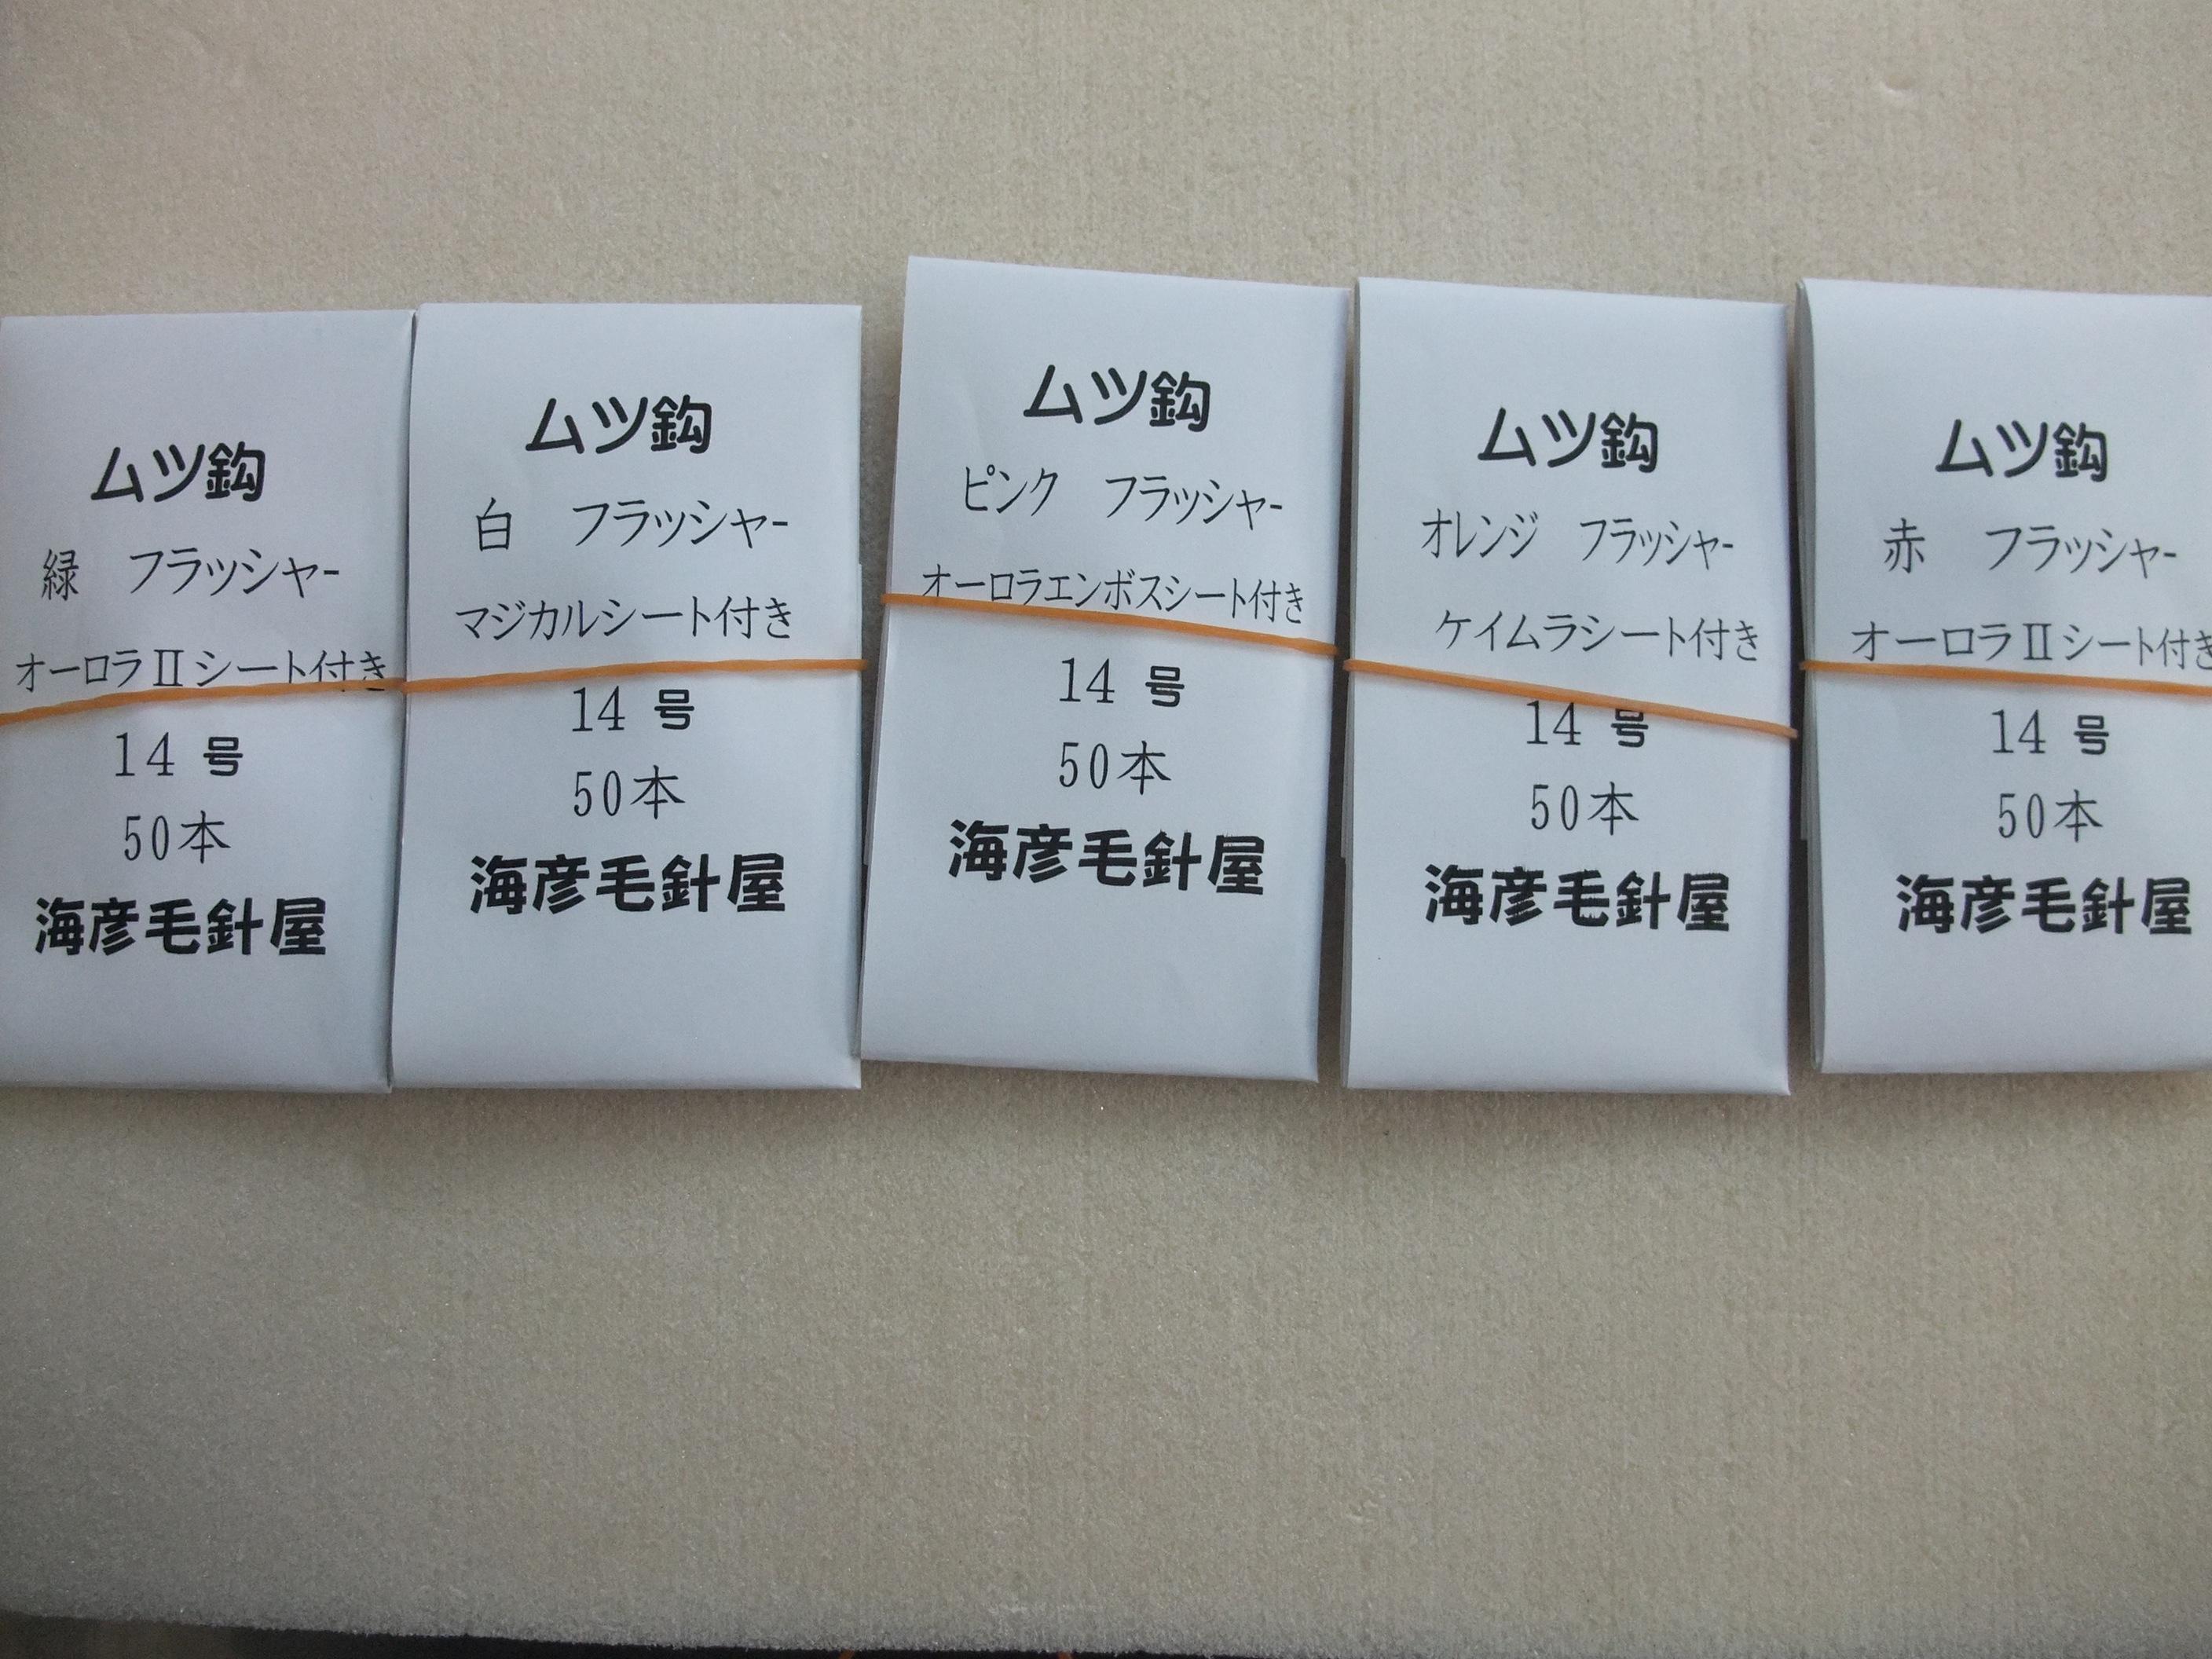 ムツ鈎
緑　フラッシャー
オーロラⅡシート付き
14 号
50本
海彦毛針屋
ムツ鈎
白　フラッシャー
マジカルシート付き
14 号
50本
海彦毛針屋
ムツ鈎
ピンク　フラッシャー
オーロラエンボスシート付き
14 号
50本
海彦毛針屋
ムツ鈎
オレンジ　フラッシャー
ケイムラシート付き
14 号
50本
海彦毛針屋
ムツ鈎
赤　フラッシャー
オーロラⅡシート付き
14 号
50本
海彦毛針屋